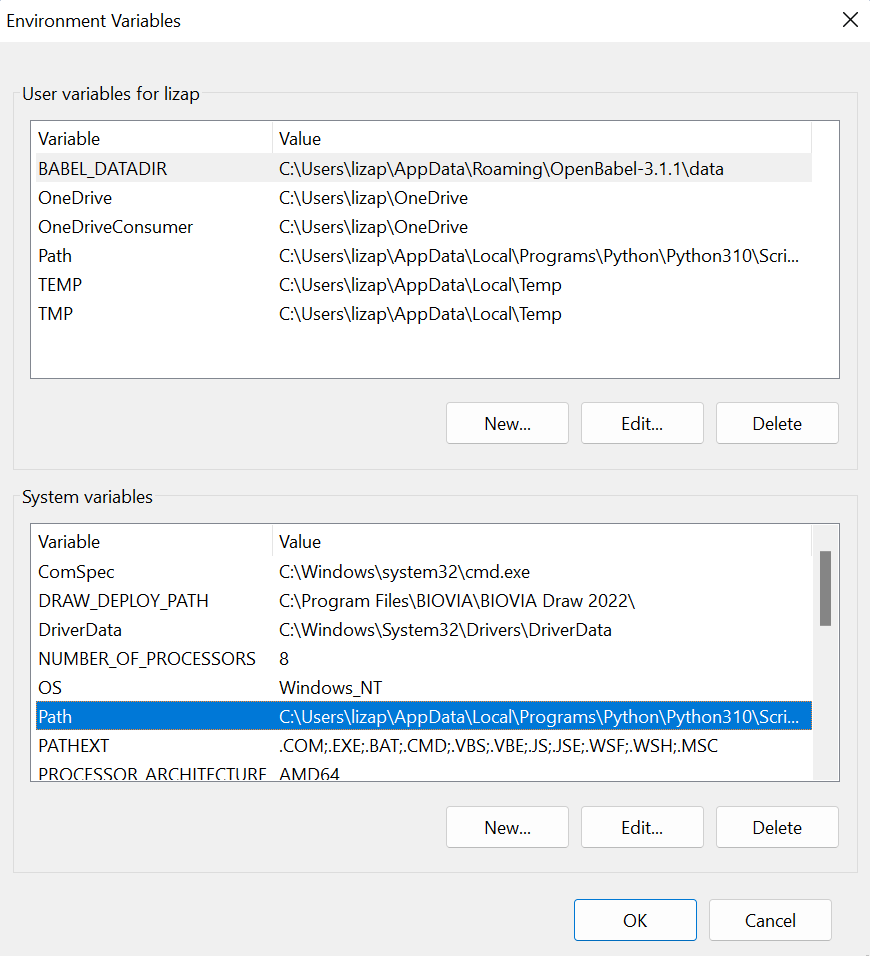 Environment Variables
User variables for lizap
Variable Value
BABEL_DATADIR C:\Users\lizap\AppData\Roaming\OpenBabel-3.1.1\data
OneDrive C:\Users\lizap\OneDrive
OneDriveConsumer C:\Users\lizap\OneDrive
Path C:\Users\lizap\AppData\Local\Programs\Python\Python310\Scri...
TEMP C:\Users\lizap\AppData\Local\Temp
TMP C:\Users\lizap\AppData\Local\Temp
New... Edit... Delete
System variables
Variable Value
ComSpec C:\Windows\system32\cmd.exe
DRAW_DEPLOY_PATH C:\Program Files\BIOVIA\BIOVIA Draw 2022\
DriverData C:\Windows\System32\Drivers\DriverData
NUMBER_OF_PROCESSORS 8
OS Windows_NT
Path C:\Users\lizap\AppData\Local\Programs\Python\Python310\Scri...
PATHEXT .COM;.EXE;.BAT;.CMD;.VBS;.VBE;.JS;.JSE;.WSF;.WSH;.MSC
PROCESSOR_ARCHITECTURE AMD64
New... Edit... Delete
OK Cancel